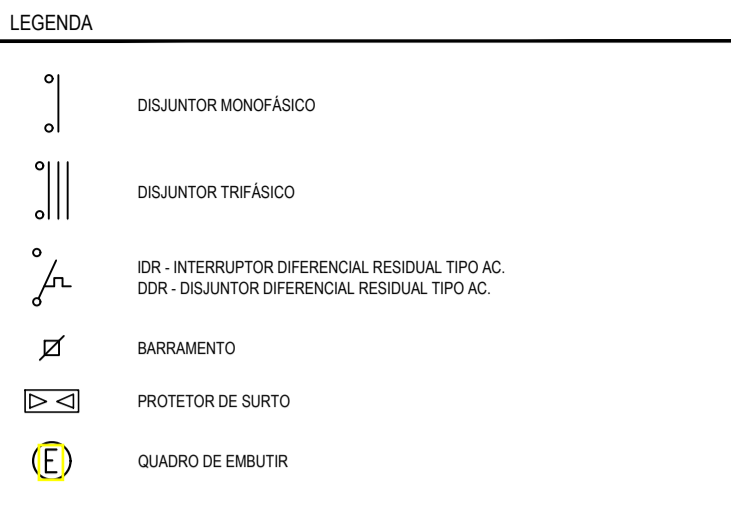 LEGENDA
DISJUNTOR MONOFÁSICO
DISJUNTOR TRIFÁSICO
IDR - INTERRUPTOR DIFERENCIAL RESIDUAL TIPO AC.
DDR - DISJUNTOR DIFERENCIAL RESIDUAL TIPO AC.
BARRAMENTO
PROTETOR DE SURTO
E
QUADRO DE EMBUTIR